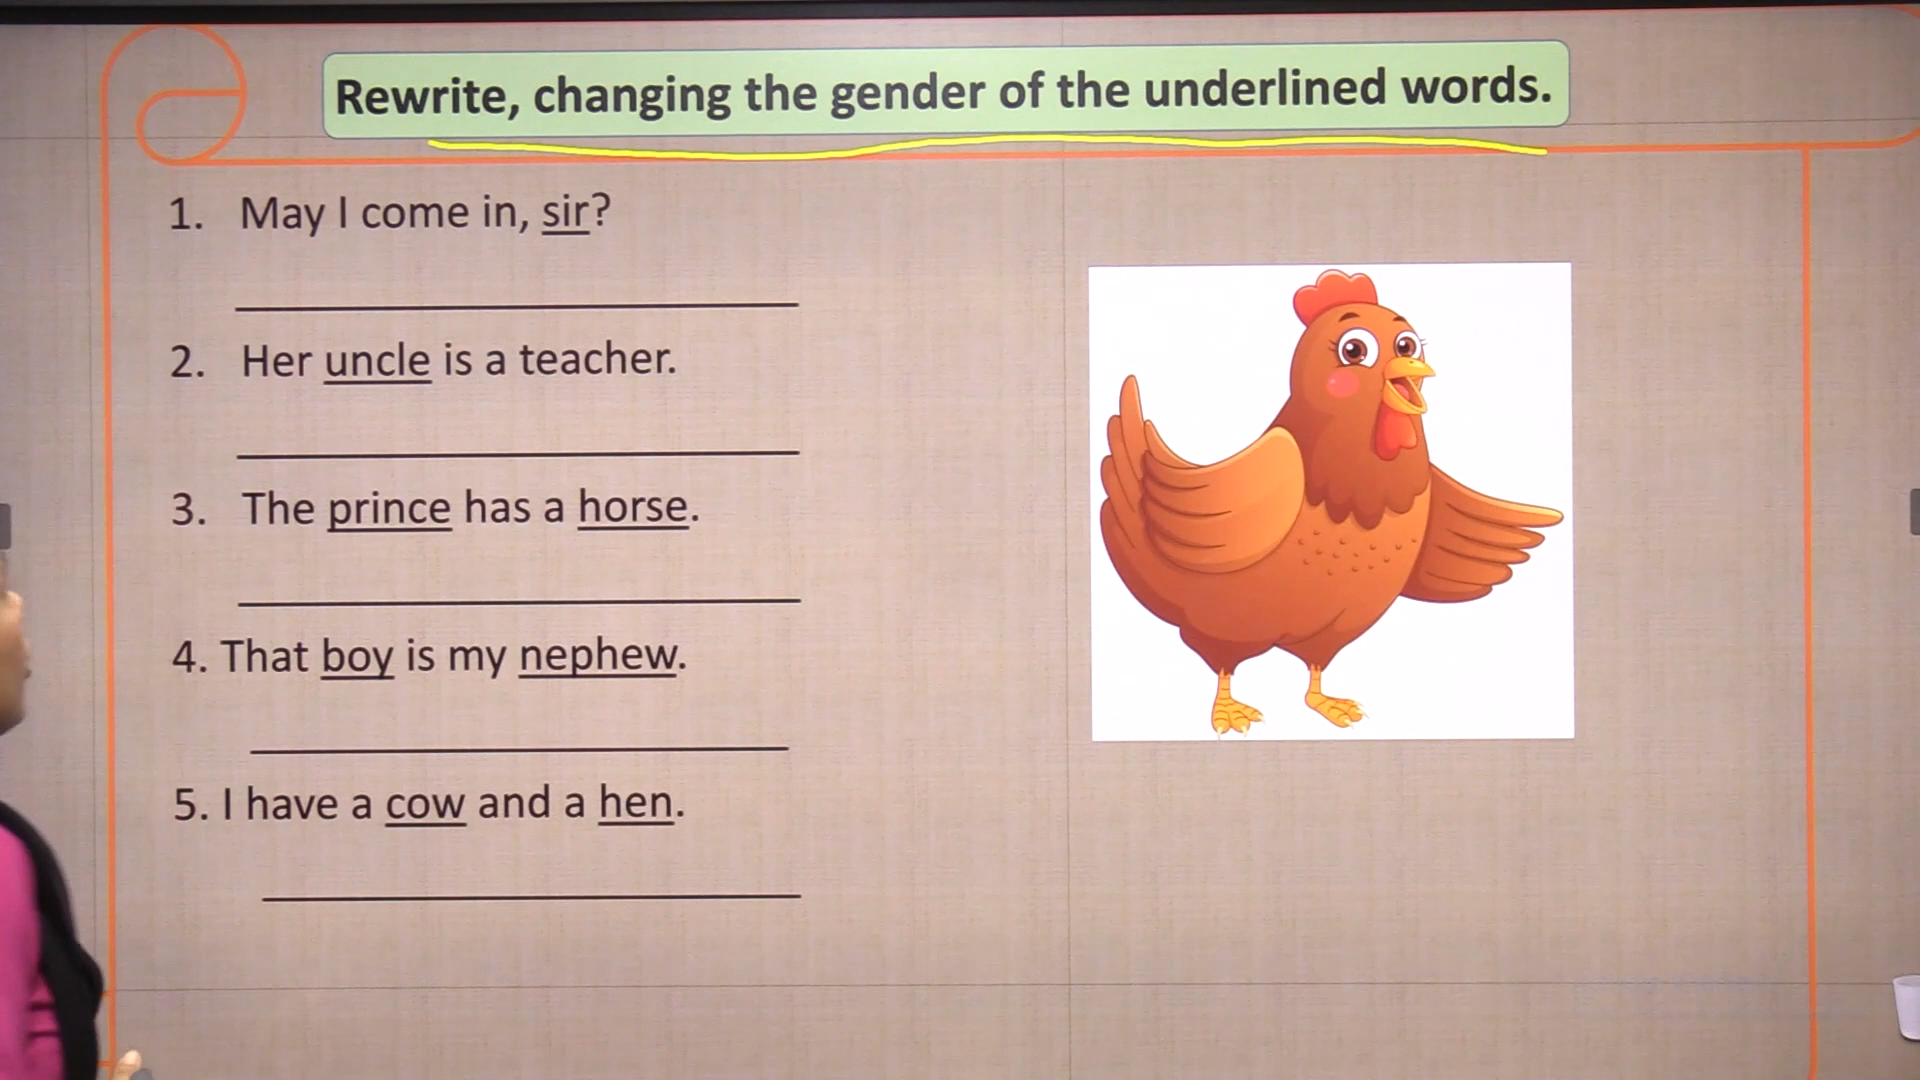 Rewrite, changing the gender of the underlined words.
1. May I come in, sir?
2. Her uncle is a teacher.
3. The prince has a horse.
4. That boy is my nephew.
5. I have a cow and a hen.